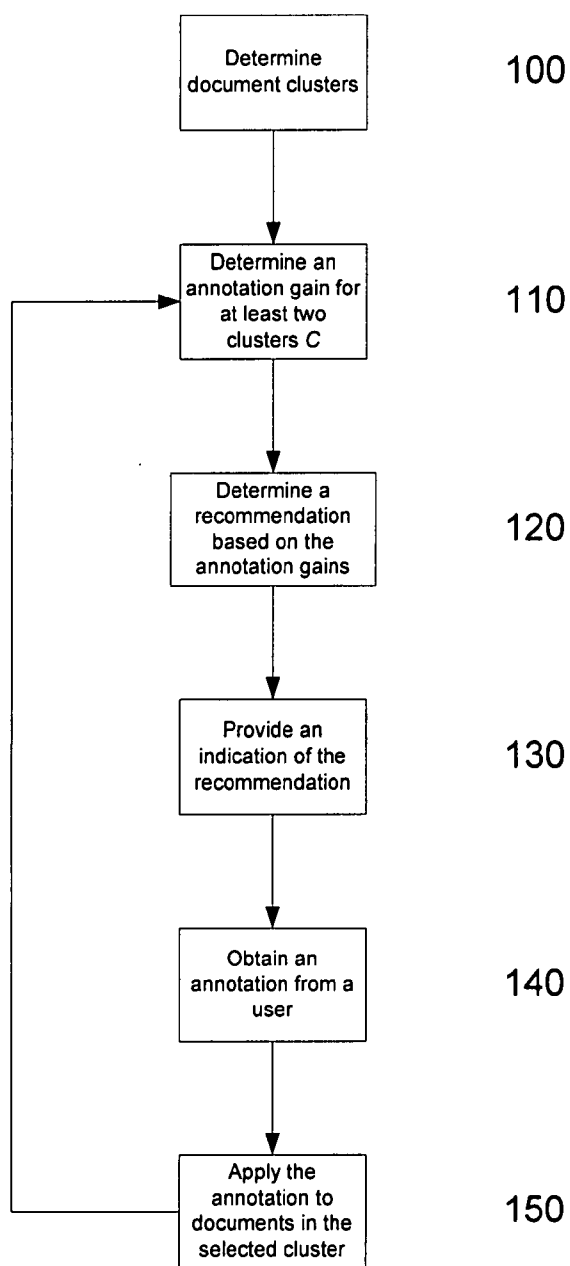 Determine
document clusters
100
Determine an
annotation gain for
at least two
clusters C
110
Determine a
recommendation
based on the
annotation gains
120
Provide an
indication of the
recommendation
130
Obtain an
annotation from a
user
140
Apply the
annotation to
documents in the
selected cluster
150